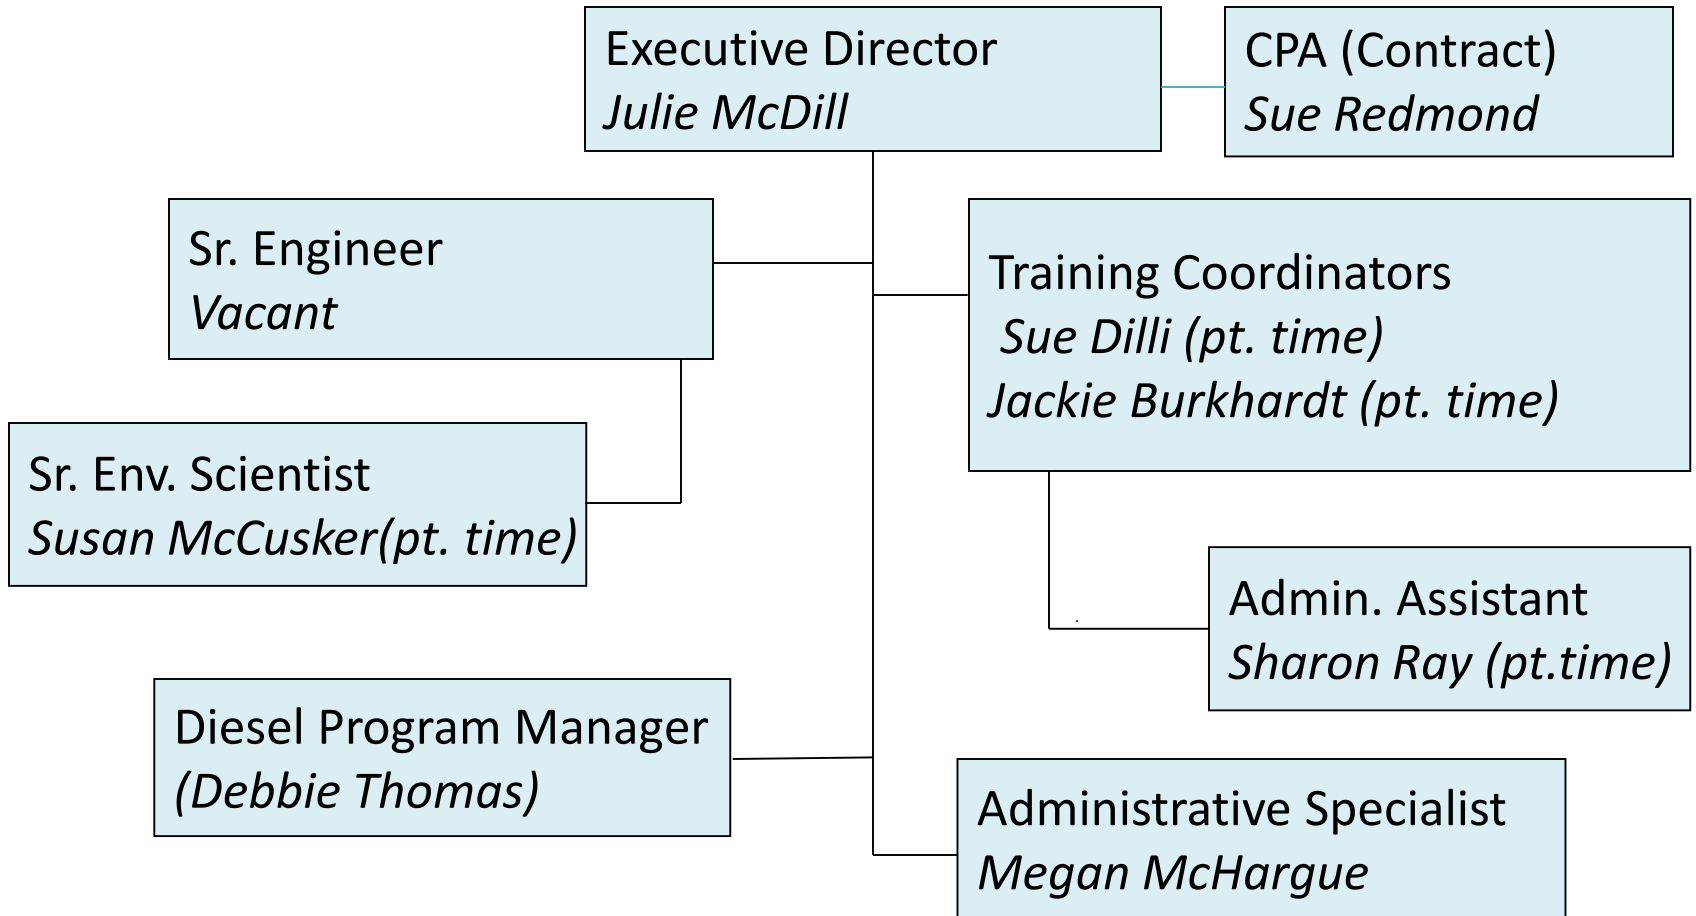 Executive Director
Julie McDill
CPA (Contract)
Sue Redmond
Sr. Engineer
Vacant
Training Coordinators
Sue Dilli (pt. time)
Jackie Burkhardt (pt. time)
Sr. Env. Scientist
Susan McCusker(pt. time)
Admin. Assistant
Sharon Ray (pt.time)
Diesel Program Manager
(Debbie Thomas)
Administrative Specialist
Megan McHargue